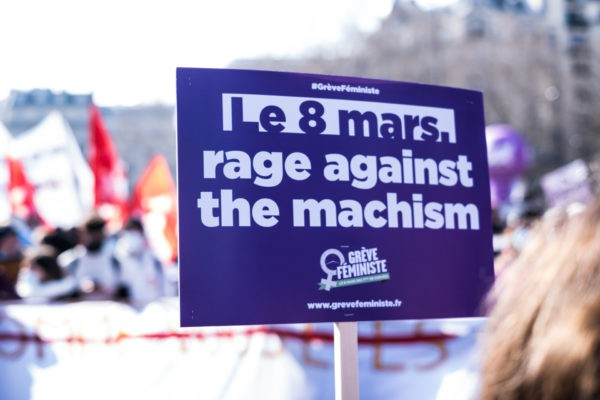 #GrèveFéministe
Le 8 mars,
rage against
the machism
GRÈVE
FÉMINISTE
www.grevefeministe.fr